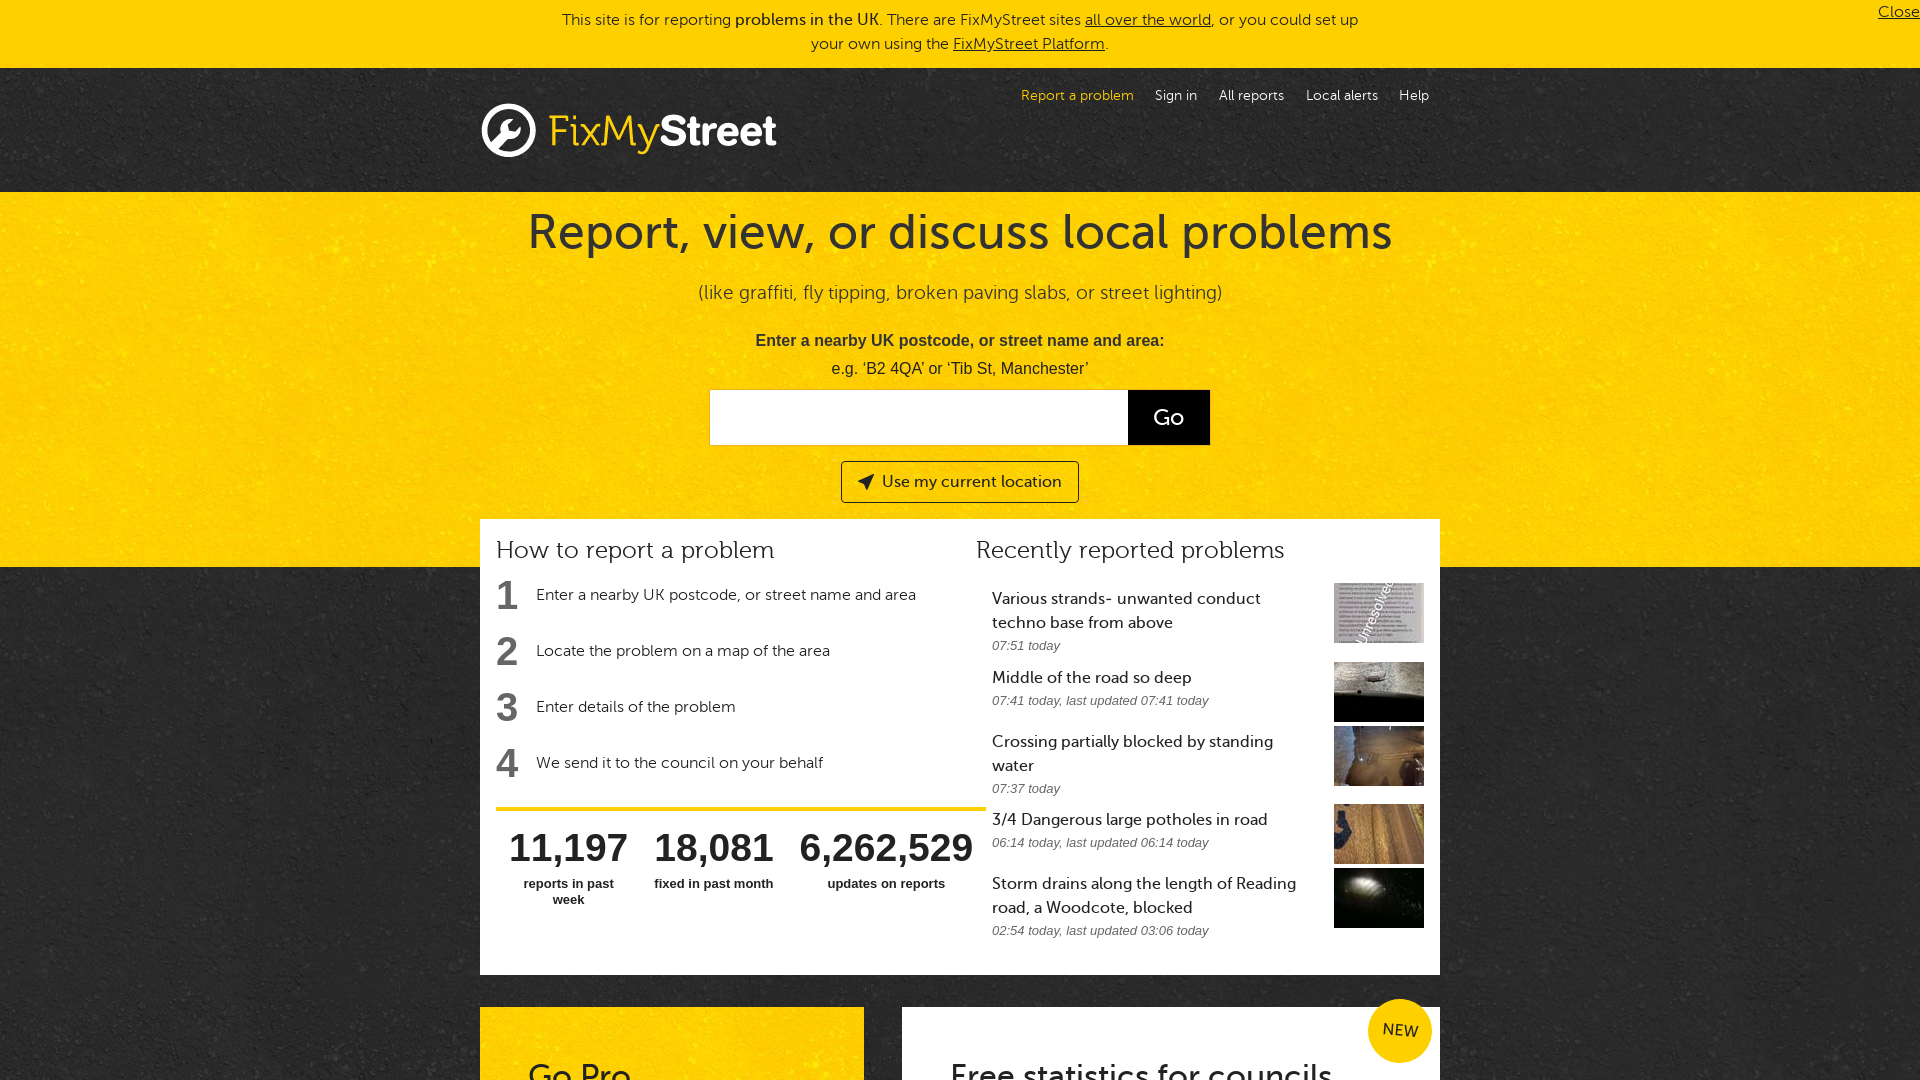 This site is for reporting problems in the UK. There are FixMyStreet sites all over the world, or you could set up
your own using the FixMyStreet Platform.
Close
Report a problem
Sign in
All reports
Local alerts
Help
FixMyStreet
Report, view, or discuss local problems
(like graffiti, fly tipping, broken paving slabs, or street lighting)
Enter a nearby UK postcode, or street name and area:
e.g. ‘B2 4QA’ or ‘Tib St, Manchester’
Go
Use my current location
How to report a problem
1 Enter a nearby UK postcode, or street name and area
2 Locate the problem on a map of the area
3 Enter details of the problem
4 We send it to the council on your behalf
11,197
reports in past
week
18,081
fixed in past month
6,262,529
updates on reports
Recently reported problems
Various strands- unwanted conduct
techno base from above
07:51 today
Unresolved
Middle of the road so deep
07:41 today, last updated 07:41 today
Crossing partially blocked by standing
water
07:37 today
3/4 Dangerous large potholes in road
06:14 today, last updated 06:14 today
Storm drains along the length of Reading
road, a Woodcote, blocked
02:54 today, last updated 03:06 today
Go Pro
NEW
Free statistics for councils